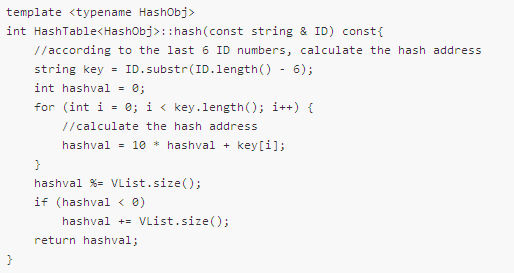 template <typename HashObj>
int HashTable<HashObj>::hash(const string & ID) const{
    //according to the last 6 ID numbers, calculate the hash address
    string key = ID.substr(ID.length() - 6);
    int hashval = 0;
    for (int i = 0; i < key.length(); i++) {
        //calculate the hash address
        hashval = 10 * hashval + key[i];
    }
    hashval %= VList.size();
    if (hashval < 0)
        hashval += VList.size();
    return hashval;
}